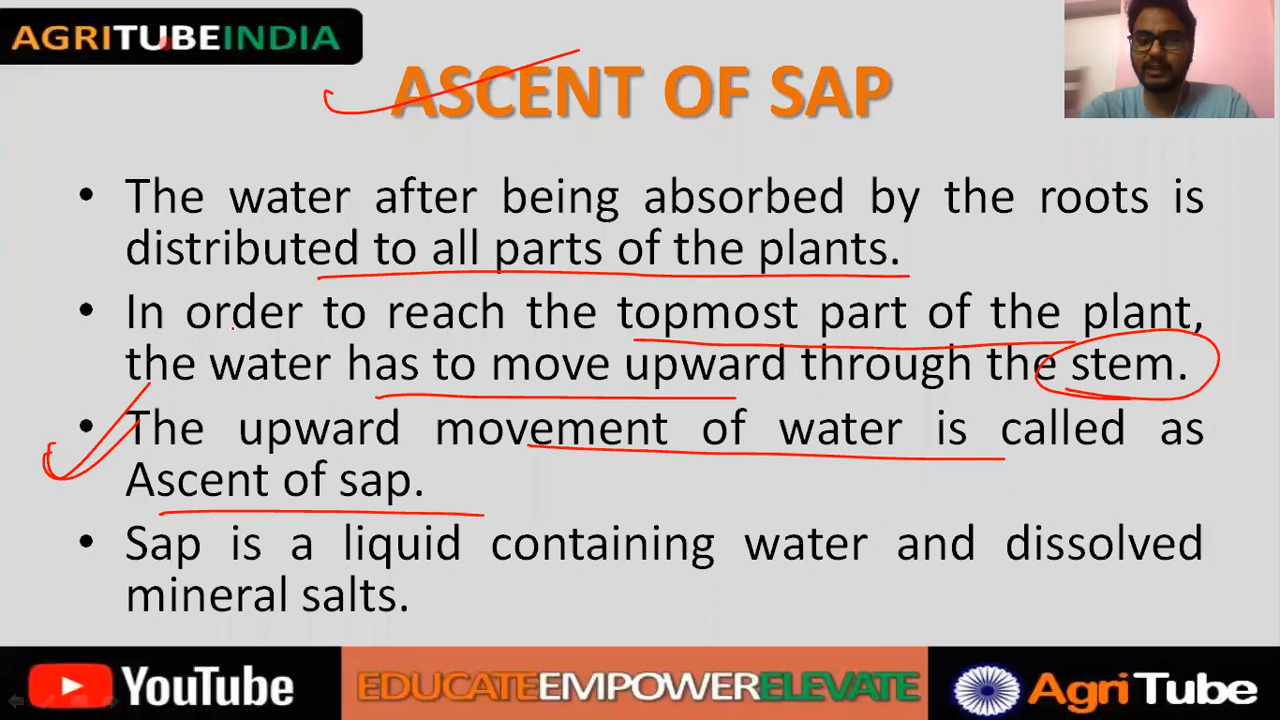 AGRITUBEINDIA
ASCENT OF SAP
• The water after being absorbed by the roots is
distributed to all parts of the plants.
• In order to reach the topmost part of the plant,
the water has to move upward through the stem.
• The upward movement of water is called as
Ascent of sap.
• Sap is a liquid containing water and dissolved
mineral salts.
YouTube EDUCATEEMPOWERELEVATE Agri Tube